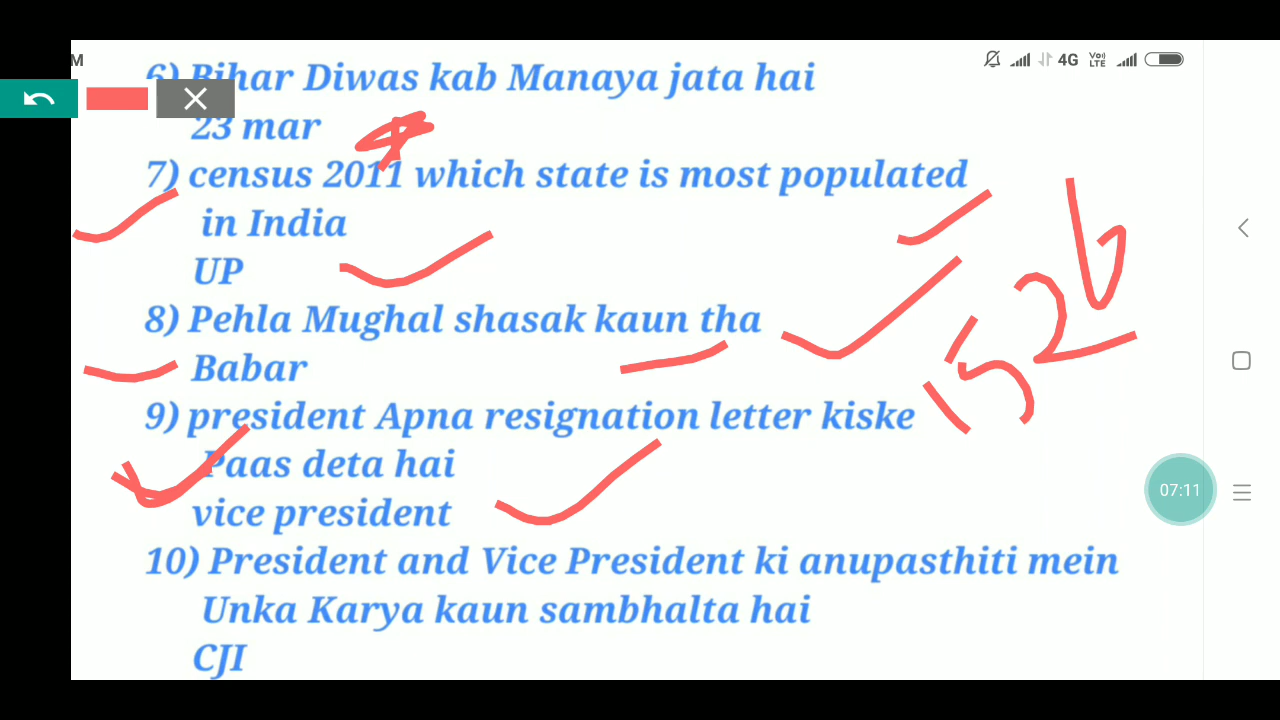 M
4G
Vo))
LTE
6) Bihar Diwas kab Manaya jata hai
23 mar
7) census 2011 which state is most populated
in India
UP
8) Pehla Mughal shasak kaun tha
Babar
9) president Apna resignation letter kiske
Paas deta hai
vice president
10) President and Vice President ki anupasthiti mein
Unka Karya kaun sambhalta hai
CJI
1526
07:11